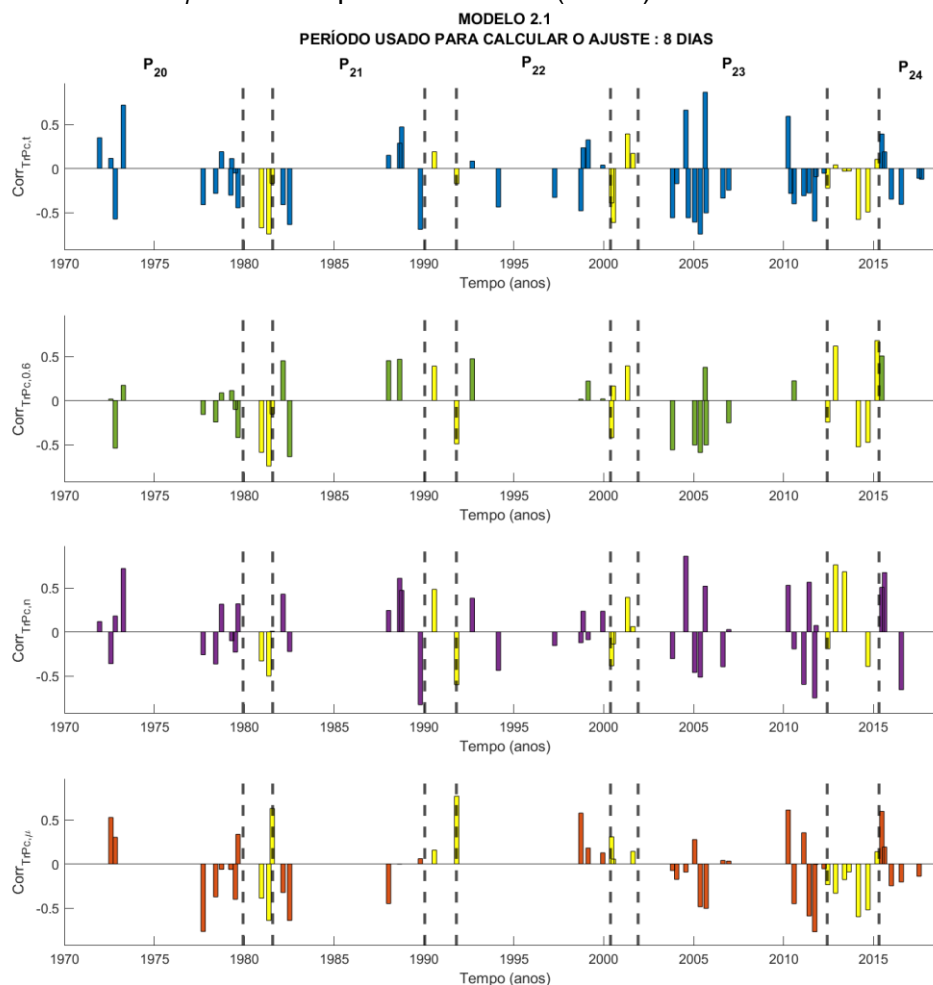 MODELO 2.1
PERÍODO USADO PARA CALCULAR O AJUSTE : 8 DIAS
P20 P21 P22 P23 P24
0.5
0
-0.5
CorrTrPc,t
1970 1975 1980 1985 1990 1995 2000 2005 2010 2015
Tempo (anos)
0.5
0
-0.5
CorrTrPc,0.6
1970 1975 1980 1985 1990 1995 2000 2005 2010 2015
Tempo (anos)
0.5
0
-0.5
CorrTrPc,n
1970 1975 1980 1985 1990 1995 2000 2005 2010 2015
Tempo (anos)
0.5
0
-0.5
CorrTrPc,μ
1970 1975 1980 1985 1990 1995 2000 2005 2010 2015
Tempo (anos)